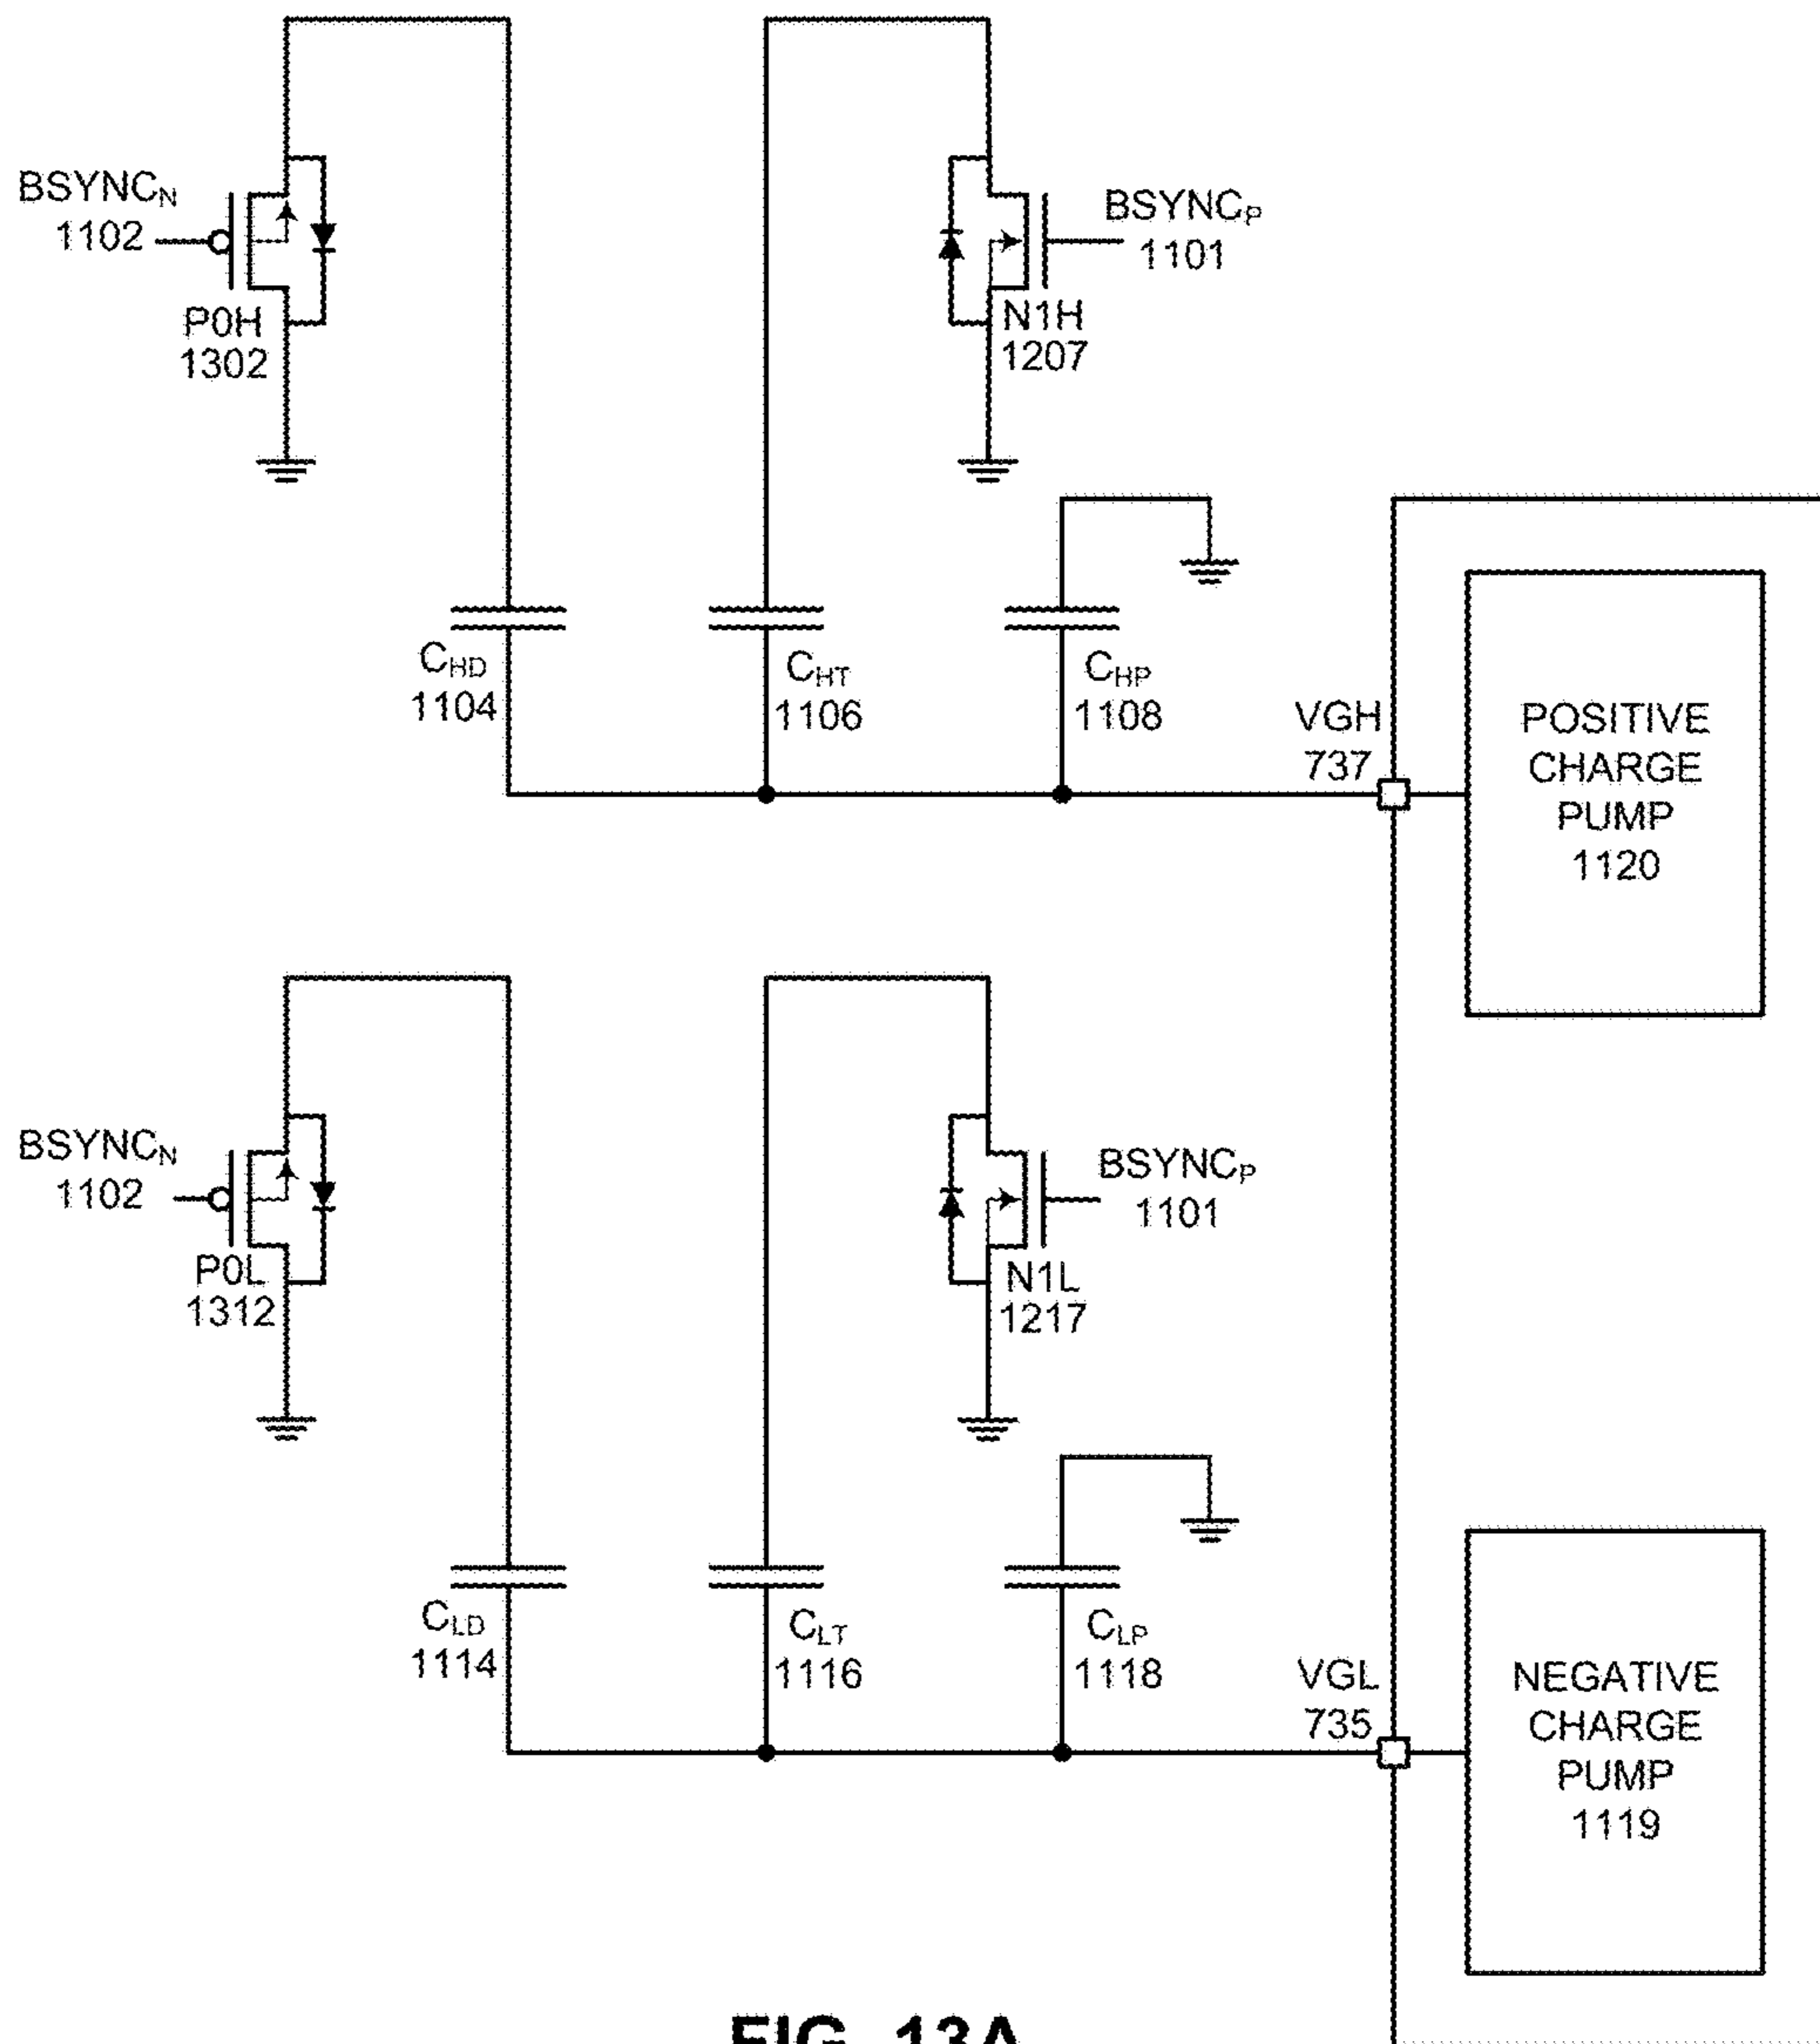 BSYNCN
1102
P0H
1302
BSYNCP
1101
N1H
1207
CHD
1104
CHT
1106
CHP
1108
VGH
737
POSITIVE
CHARGE
PUMP
1120
BSYNCN
1102
P0L
1312
BSYNCP
1101
N1L
1217
CLD
1114
CLT
1116
CLP
1118
VGL
735
NEGATIVE
CHARGE
PUMP
1119
FIG. 13A